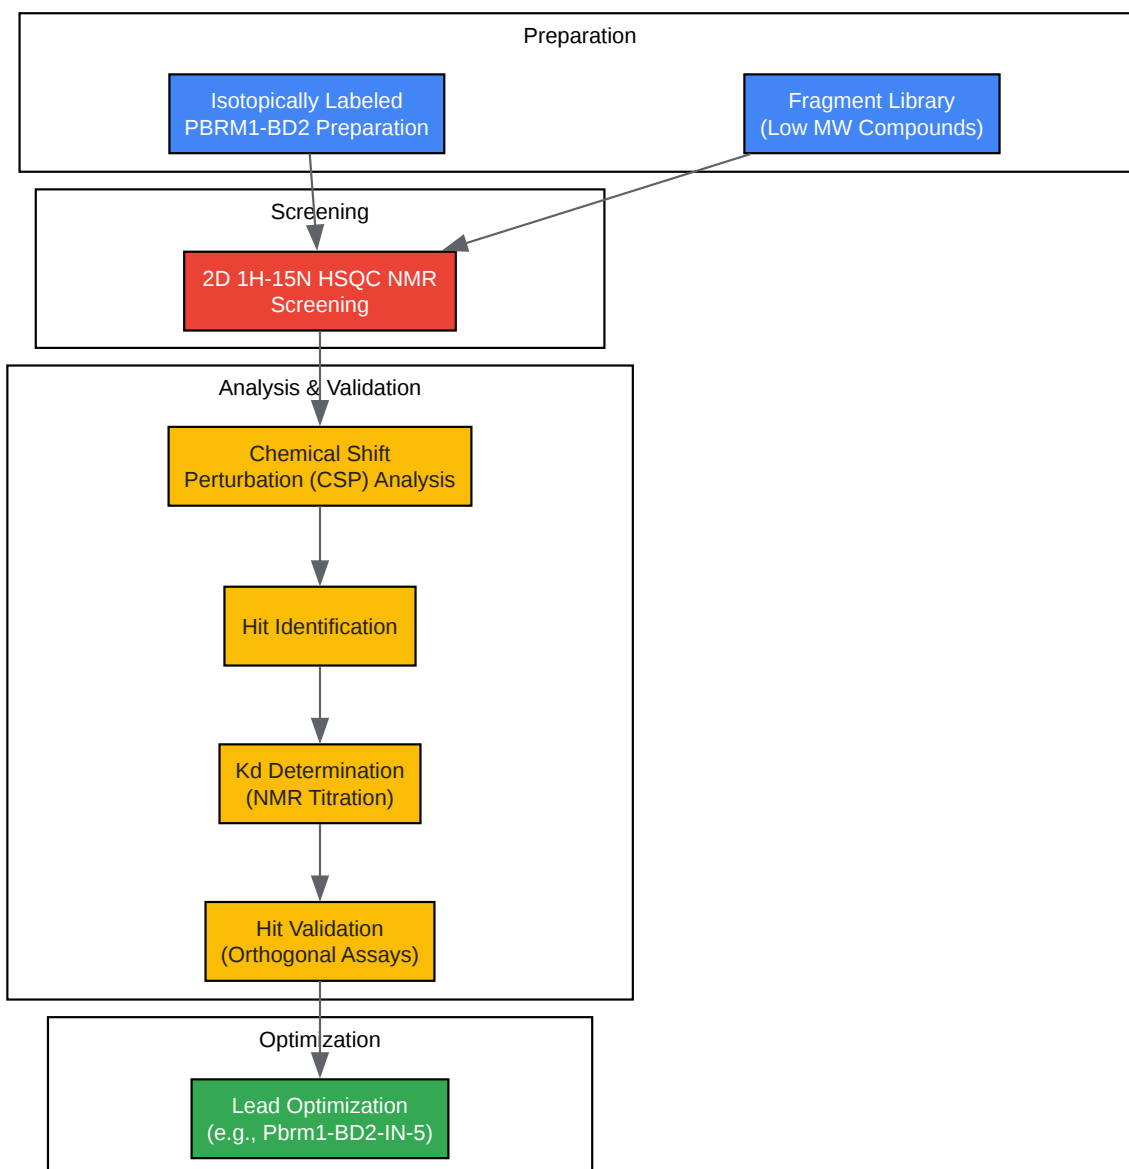 Preparation
Isotopically Labeled
PBRM1-BD2 Preparation
Fragment Library
(Low MW Compounds)
Screening
2D 1H-15N HSQC NMR
Screening
Analysis & Validation
Chemical Shift
Perturbation (CSP) Analysis
Hit Identification
Kd Determination
(NMR Titration)
Hit Validation
(Orthogonal Assays)
Optimization
Lead Optimization
(e.g., Pbrm1-BD2-IN-5)